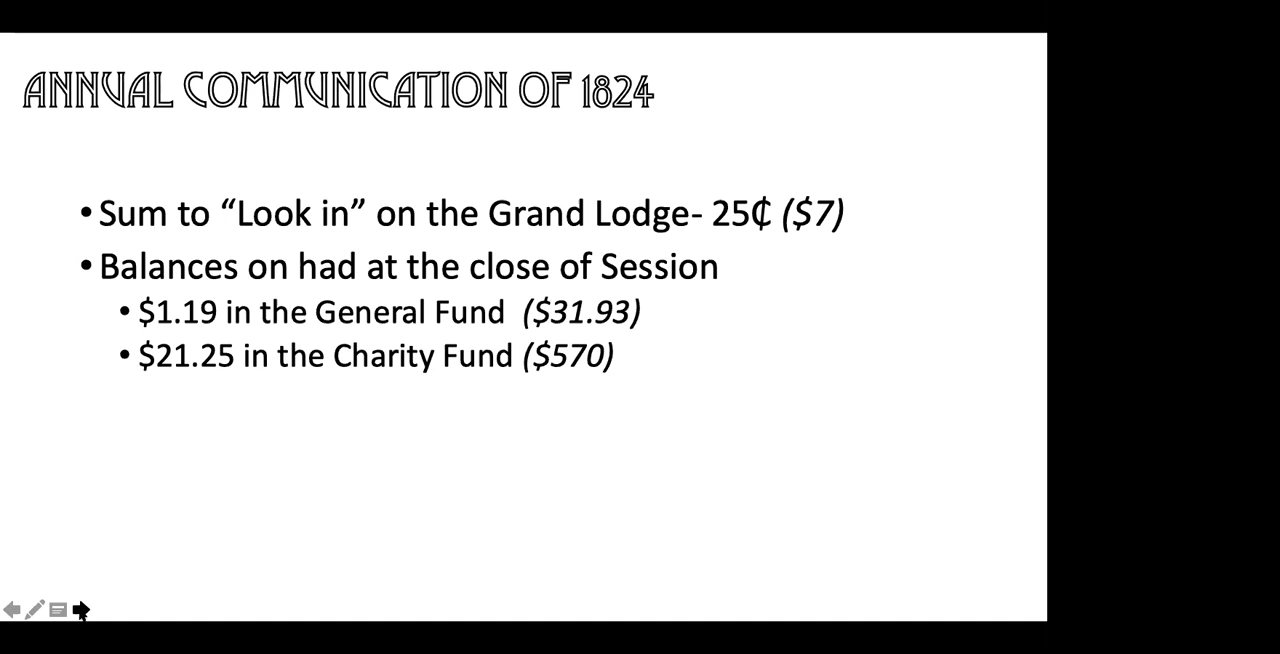 ANNUAL COMMUNICATION OF 1824
•Sum to “Look in” on the Grand Lodge- 25₵ ($7)
•Balances on had at the close of Session
•$1.19 in the General Fund ($31.93)
•$21.25 in the Charity Fund ($570)